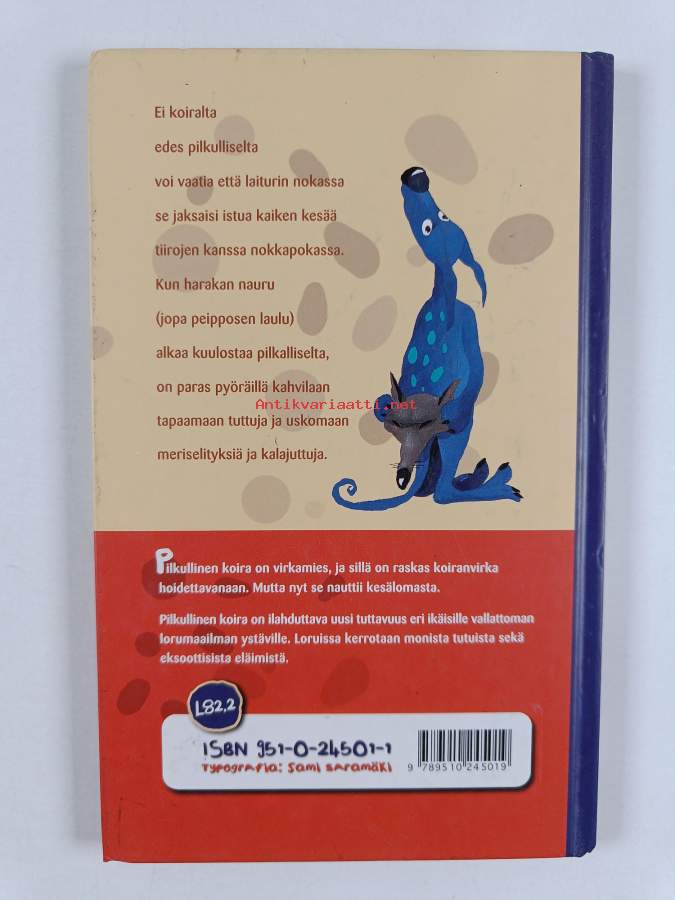 Ei koiralta
edes pilkulliselta
voi vaatia että laiturin nokassa
se jaksaisi istua kaiken kesää
tiirojen kanssa nokkapokassa.
Kun harakan nauru
(jopa peipposen laulu)
alkaa kuulostaa pilkalliselta,
on paras pyöräillä kahvilaan
Antikvariaatti.net
tapaamaan tuttuja ja uskomaan
meriselityksiä ja kalajuttuja.
Pilkullinen koira on virkamies, ja sillä on raskas koiranvirka
hoidettavanaan. Mutta nyt se nauttii kesälomasta.
Pilkullinen koira on ilahduttava uusi tuttavuus eri ikäisille vallattoman
lorumaailman ystäville. Loruissa kerrotaan monista tutuista sekä
eksoottisista eläimistä.
L82.2
ISBN 951-0-24501-1
Typografia: Sami Saramäki
9 789510 245019